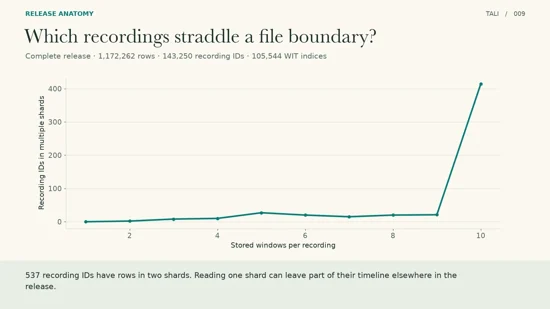 RELEASE ANATOMY
TALI / 009
Which recordings straddle a file boundary?
Complete release · 1,172,262 rows · 143,250 recording IDs · 105,544 WIT indices
Recording IDs in multiple shards
400
300
200
100
0
2 4 6 8 10
Stored windows per recording
537 recording IDs have rows in two shards. Reading one shard can leave part of their timeline elsewhere in the
release.